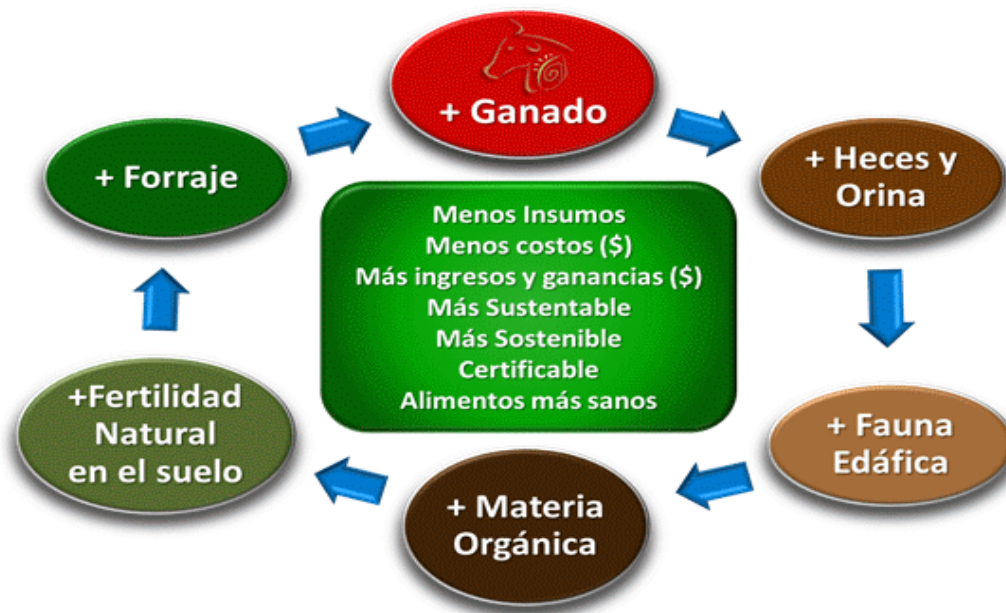 + Ganado
+ Heces y
Orina
+ Fauna
Edáfica
+ Materia
Orgánica
+Fertilidad
Natural
en el suelo
+ Forraje
Menos Insumos
Menos costos ($)
Más ingresos y ganancias ($)
Más Sustentable
Más Sostenible
Certificable
Alimentos más sanos